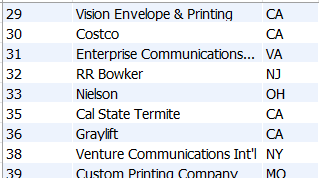 29 Vision Envelope & Printing CA
30 Costco CA
31 Enterprise Communications... VA
32 RR Bowker NJ
33 Nielson OH
35 Cal State Termite CA
36 Graylift CA
38 Venture Communications Int'l NY
39 Custom Printing Company MO